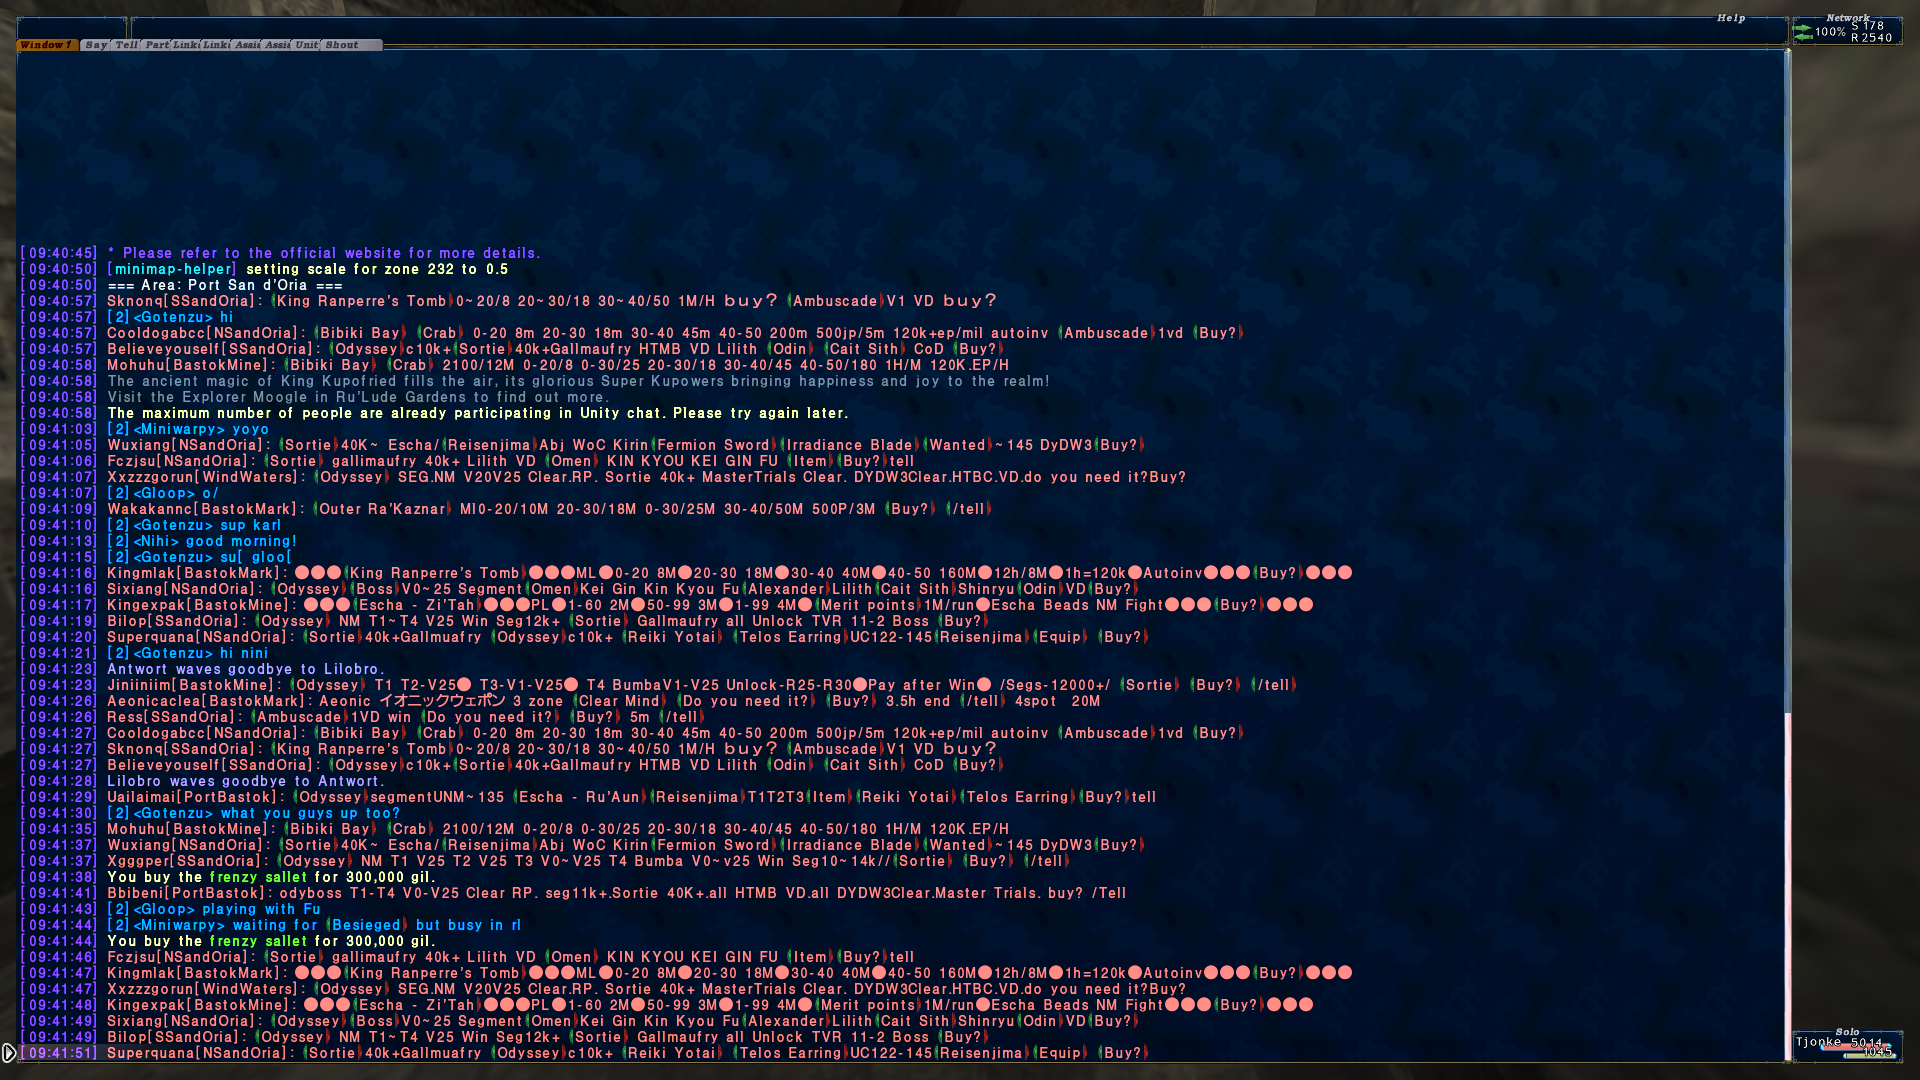 Help
Network
100% S 178
R 2540
Window 1 Say Tell Part Link Link Assi Assi Unit Shout
[09:40:45] * Please refer to the official website for more details.
[09:40:50] [minimap-helper] setting scale for zone 232 to 0.5
[09:40:50] === Area: Port San d'Oria ===
[09:40:57] Sknonq[SSandOria]: {King Ranperre's Tomb}0~20/8 20~30/18 30~40/50 1M/H ｂｕｙ？ {Ambuscade}V1 VD ｂｕｙ？
[09:40:57] [2]<Gotenzu> hi
[09:40:57] Cooldogabcc[NSandOria]: {Bibiki Bay} {Crab} 0-20 8m 20-30 18m 30-40 45m 40-50 200m 500jp/5m 120k+ep/mil autoinv {Ambuscade}1vd {Buy?}
[09:40:57] Believeyouself[SSandOria]: {Odyssey}c10k+{Sortie}40k+Gallmaufry HTMB VD Lilith {Odin} {Cait Sith} CoD {Buy?}
[09:40:58] Mohuhu[BastokMine]: {Bibiki Bay} {Crab} 2100/12M 0-20/8 0-30/25 20-30/18 30-40/45 40-50/180 1H/M 120K.EP/H
[09:40:58] The ancient magic of King Kupofried fills the air, its glorious Super Kupowers bringing happiness and joy to the realm!
[09:40:58] Visit the Explorer Moogle in Ru'Lude Gardens to find out more.
[09:40:58] The maximum number of people are already participating in Unity chat. Please try again later.
[09:41:03] [2]<Miniwarpy> yoyo
[09:41:05] Wuxiang[NSandOria]: {Sortie}40K~ Escha/{Reisenjima}Abj WoC Kirin{Fermion Sword}{Irradiance Blade}{Wanted}~145 DyDW3{Buy?}
[09:41:06] Fczjsu[NSandOria]: {Sortie} gallimaufry 40k+ Lilith VD {Omen} KIN KYOU KEI GIN FU {Item}{Buy?}tell
[09:41:07] Xxzzzgorun[WindWaters]: {Odyssey} SEG.NM V20V25 Clear.RP. Sortie 40k+ MasterTrials Clear. DYDW3Clear.HTBC.VD.do you need it?Buy?
[09:41:07] [2]<Gloop> o/
[09:41:09] Wakakannc[BastokMark]: {Outer Ra'Kaznar} Ml0-20/10M 20-30/18M 0-30/25M 30-40/50M 500P/3M {Buy?} {/tell}
[09:41:10] [2]<Gotenzu> sup karl
[09:41:13] [2]<Nihi> good morning!
[09:41:15] [2]<Gotenzu> su[ gloo[
[09:41:16] Kingmlak[BastokMark]: ●●●{King Ranperre's Tomb}●●●ML●0-20 8M●20-30 18M●30-40 40M●40-50 160M●12h/8M●1h=120k●Autoinv●●●{Buy?}●●●
[09:41:16] Sixiang[NSandOria]: {Odyssey}{Boss}V0~25 Segment{Omen}Kei Gin Kin Kyou Fu{Alexander}Lilith{Cait Sith}Shinryu{Odin}VD{Buy?}
[09:41:17] Kingexpak[BastokMine]: ●●●{Escha - Zi'Tah}●●●PL●1-60 2M●50-99 3M●1-99 4M●{Merit points}1M/run●Escha Beads NM Fight●●●{Buy?}●●●
[09:41:19] Bilop[SSandOria]: {Odyssey} NM T1~T4 V25 Win Seg12k+ {Sortie} Gallmaufry all Unlock TVR 11-2 Boss {Buy?}
[09:41:20] Superquana[NSandOria]: {Sortie}40k+Gallmuafry {Odyssey}c10k+ {Reiki Yotai} {Telos Earring}UC122-145{Reisenjima}{Equip} {Buy?}
[09:41:21] [2]<Gotenzu> hi nini
[09:41:23] Antwort waves goodbye to Lilobro.
[09:41:23] Jiniiniim[BastokMine]: {Odyssey} T1 T2-V25● T3-V1-V25● T4 BumbaV1-V25 Unlock-R25-R30●Pay after Win● /Segs-12000+/ {Sortie} {Buy?} {/tell}
[09:41:26] Aeonicaclea[BastokMark]: Aeonic イオニックウェポン 3 zone {Clear Mind} {Do you need it?} {Buy?} 3.5h end {/tell} 4spot 20M
[09:41:26] Ress[SSandOria]: {Ambuscade}1VD win {Do you need it?} {Buy?} 5m {/tell}
[09:41:27] Cooldogabcc[NSandOria]: {Bibiki Bay} {Crab} 0-20 8m 20-30 18m 30-40 45m 40-50 200m 500jp/5m 120k+ep/mil autoinv {Ambuscade}1vd {Buy?}
[09:41:27] Sknonq[SSandOria]: {King Ranperre's Tomb}0~20/8 20~30/18 30~40/50 1M/H ｂｕｙ？ {Ambuscade}V1 VD ｂｕｙ？
[09:41:27] Believeyouself[SSandOria]: {Odyssey}c10k+{Sortie}40k+Gallmaufry HTMB VD Lilith {Odin} {Cait Sith} CoD {Buy?}
[09:41:28] Lilobro waves goodbye to Antwort.
[09:41:29] Uailaimai[PortBastok]: {Odyssey}segmentUNM~135 {Escha - Ru'Aun}{Reisenjima}T1T2T3{Item}{Reiki Yotai}{Telos Earring}{Buy?}tell
[09:41:30] [2]<Gotenzu> what you guys up too?
[09:41:35] Mohuhu[BastokMine]: {Bibiki Bay} {Crab} 2100/12M 0-20/8 0-30/25 20-30/18 30-40/45 40-50/180 1H/M 120K.EP/H
[09:41:37] Wuxiang[NSandOria]: {Sortie}40K~ Escha/{Reisenjima}Abj WoC Kirin{Fermion Sword}{Irradiance Blade}{Wanted}~145 DyDW3{Buy?}
[09:41:37] Xgggper[SSandOria]: {Odyssey} NM T1 V25 T2 V25 T3 V0~V25 T4 Bumba V0~v25 Win Seg10~14k//{Sortie} {Buy?} {/tell}
[09:41:38] You buy the frenzy sallet for 300,000 gil.
[09:41:41] Bbibeni[PortBastok]: odyboss T1-T4 V0-V25 Clear RP. seg11k+.Sortie 40K+.all HTMB VD.all DYDW3Clear.Master Trials. buy? /Tell
[09:41:43] [2]<Gloop> playing with Fu
[09:41:44] [2]<Miniwarpy> waiting for {Besieged} but busy in rl
[09:41:44] You buy the frenzy sallet for 300,000 gil.
[09:41:46] Fczjsu[NSandOria]: {Sortie} gallimaufry 40k+ Lilith VD {Omen} KIN KYOU KEI GIN FU {Item}{Buy?}tell
[09:41:47] Kingmlak[BastokMark]: ●●●{King Ranperre's Tomb}●●●ML●0-20 8M●20-30 18M●30-40 40M●40-50 160M●12h/8M●1h=120k●Autoinv●●●{Buy?}●●●
[09:41:47] Xxzzzgorun[WindWaters]: {Odyssey} SEG.NM V20V25 Clear.RP. Sortie 40k+ MasterTrials Clear. DYDW3Clear.HTBC.VD.do you need it?Buy?
[09:41:48] Kingexpak[BastokMine]: ●●●{Escha - Zi'Tah}●●●PL●1-60 2M●50-99 3M●1-99 4M●{Merit points}1M/run●Escha Beads NM Fight●●●{Buy?}●●●
[09:41:49] Sixiang[NSandOria]: {Odyssey}{Boss}V0~25 Segment{Omen}Kei Gin Kin Kyou Fu{Alexander}Lilith{Cait Sith}Shinryu{Odin}VD{Buy?}
[09:41:49] Bilop[SSandOria]: {Odyssey} NM T1~T4 V25 Win Seg12k+ {Sortie} Gallmaufry all Unlock TVR 11-2 Boss {Buy?}
[09:41:51] Superquana[NSandOria]: {Sortie}40k+Gallmuafry {Odyssey}c10k+ {Reiki Yotai} {Telos Earring}UC122-145{Reisenjima}{Equip} {Buy?}
Solo
Tjonke 5014
1045